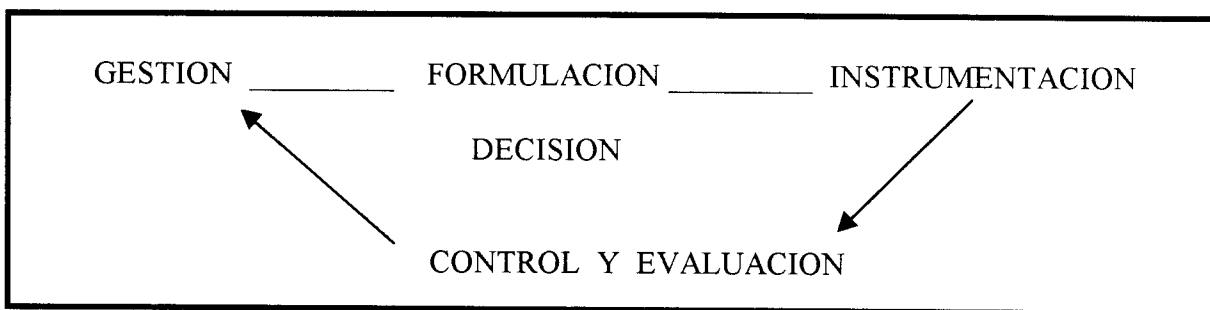 GESTION FORMULACION INSTRUMENTACION
DECISION
CONTROL Y EVALUACION